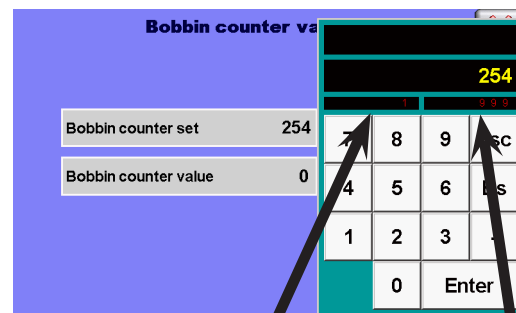 Bobbin counter va
254
1 999
Bobbin counter set 254
7 8 9 sc
Bobbin counter value 0
4 5 6 Bs
1 2 3 -
0 Enter